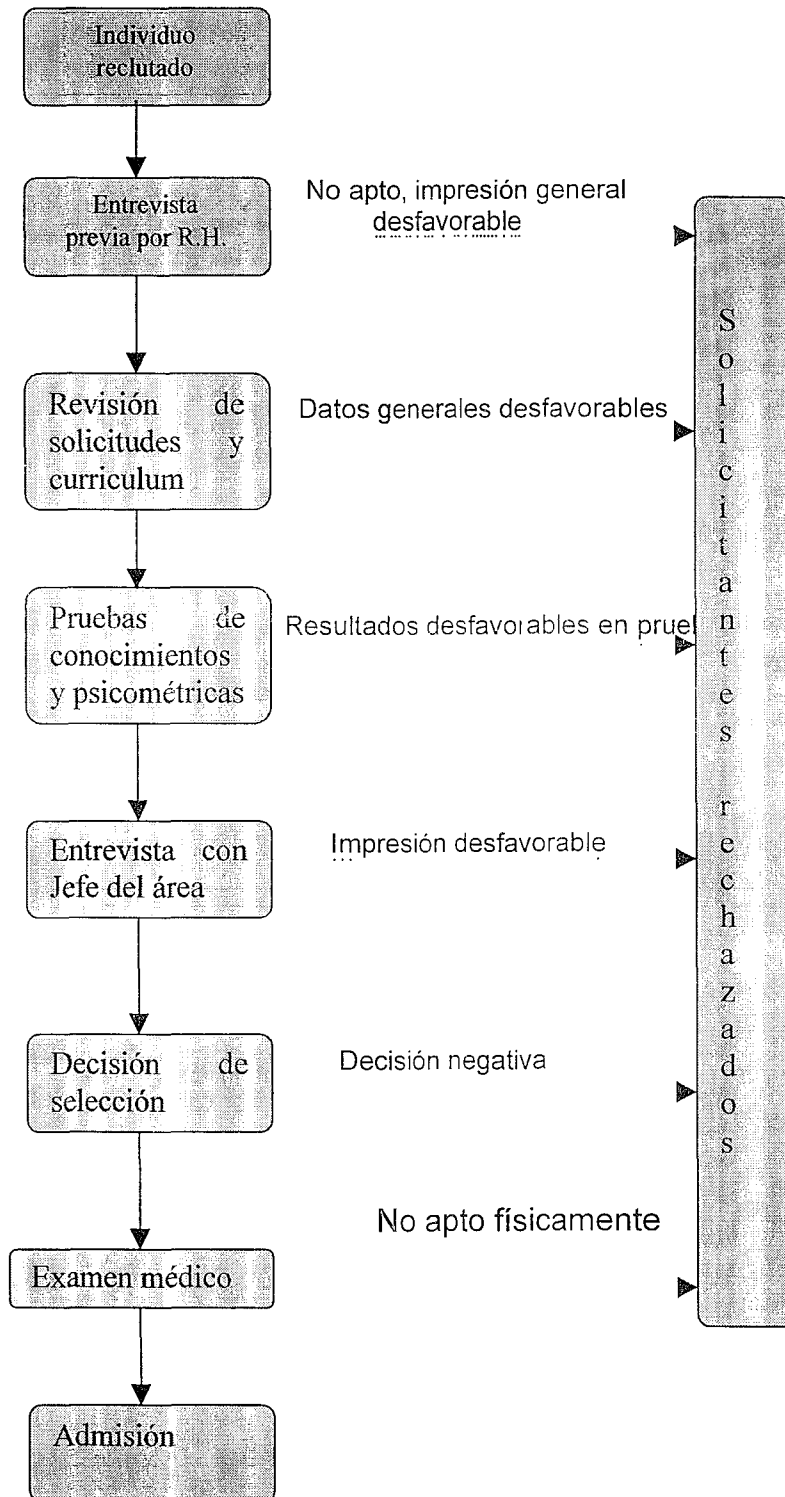 Individuo
reclutado
Entrevista
previa por R.H.
No apto, impresión general
desfavorable
Revisión de
solicitudes y
curriculum
Datos generales desfavorables
Pruebas de
conocimientos
y psicométricas
Resultados desfavorables en
Entrevista con
Jefe del área
Impresión desfavorable
Decisión de
selección
Decisión negativa
No apto físicamente
Examen médico
Admisión
Solicitantes rechazados